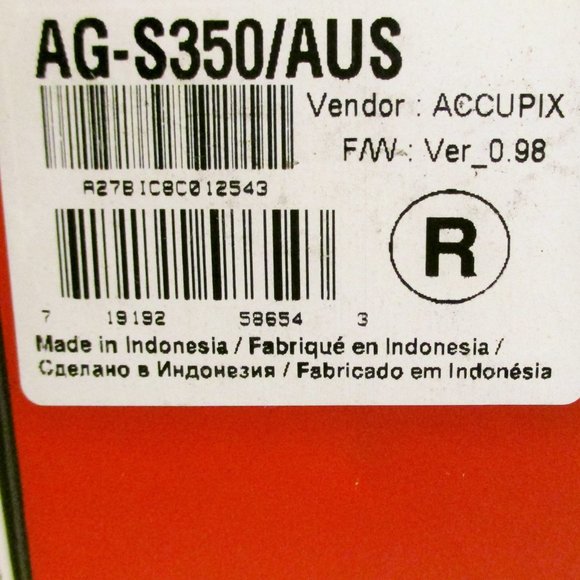 AG-S350/AUS
Vendor : ACCUPIX
F/W : Ver_0.98
R27BIC8C012543
R
7 19192 58654 3
Made in Indonesia / Fabriqué en Indonesia /
Сделано в Индонезия / Fabricado em Indonésia